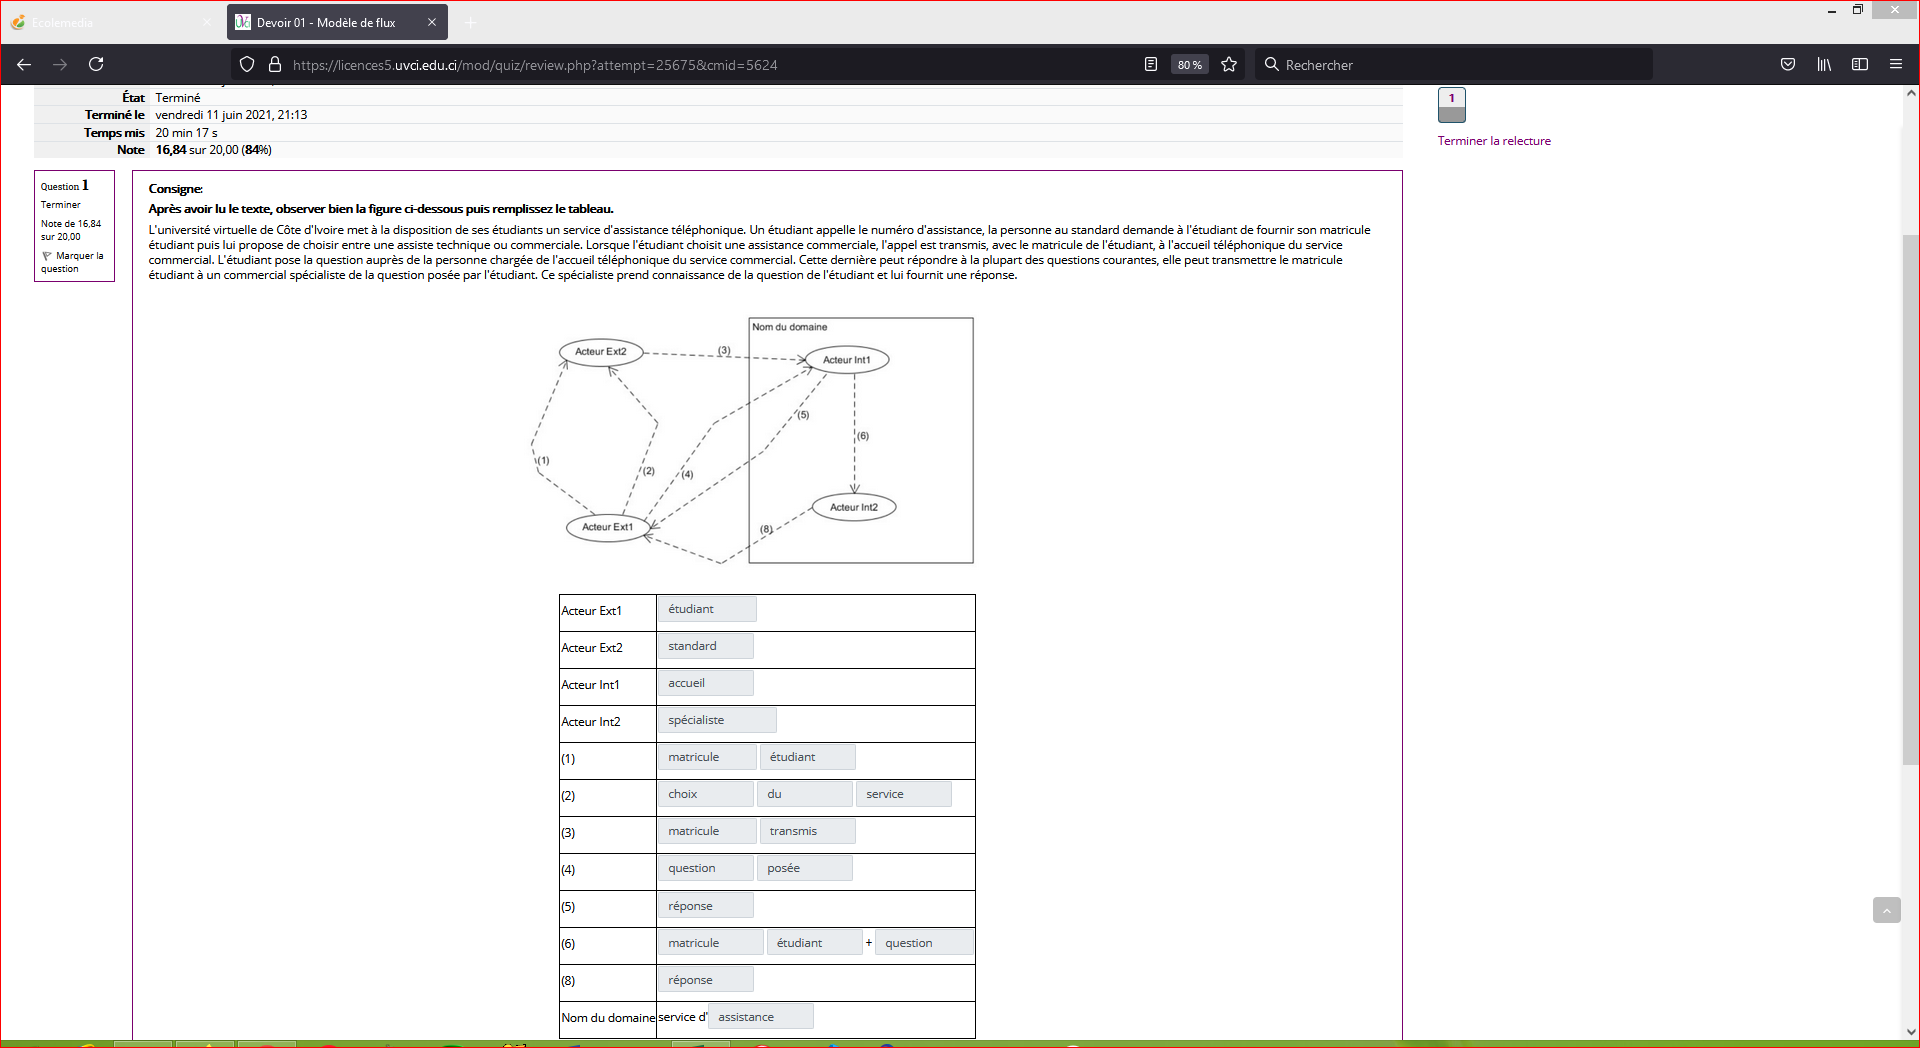 Ecolemedia
Devoir 01 - Modèle de flux
https://licences5.uvci.edu.ci/mod/quiz/review.php?attempt=25675&cmid=5624
80 %
Rechercher
État Terminé
Terminé le vendredi 11 juin 2021, 21:13
Temps mis 20 min 17 s
Note 16,84 sur 20,00 (84%)
1
Terminer la relecture
Question 1
Terminer
Note de 16,84
sur 20,00
Marquer la
question
Consigne:
Après avoir lu le texte, observer bien la figure ci-dessous puis remplissez le tableau.
L'université virtuelle de Côte d'Ivoire met à la disposition de ses étudiants un service d'assistance téléphonique. Un étudiant appelle le numéro d'assistance, la personne au standard demande à l'étudiant de fournir son matricule
étudiant puis lui propose de choisir entre une assiste technique ou commerciale. Lorsque l'étudiant choisit une assistance commerciale, l'appel est transmis, avec le matricule de l'étudiant, à l'accueil téléphonique du service
commercial. L'étudiant pose la question auprès de la personne chargée de l'accueil téléphonique du service commercial. Cette dernière peut répondre à la plupart des questions courantes, elle peut transmettre le matricule
étudiant à un commercial spécialiste de la question posée par l'étudiant. Ce spécialiste prend connaissance de la question de l'étudiant et lui fournit une réponse.
Nom du domaine
Acteur Ext2
(3)
Acteur Int1
(5)
(6)
(1)
(2)
(4)
Acteur Int2
Acteur Ext1
(8)
Acteur Ext1 étudiant
Acteur Ext2 standard
Acteur Int1 accueil
Acteur Int2 spécialiste
(1) matricule étudiant
(2) choix du service
(3) matricule transmis
(4) question posée
(5) réponse
(6) matricule étudiant + question
(8) réponse
Nom du domaine service d' assistance